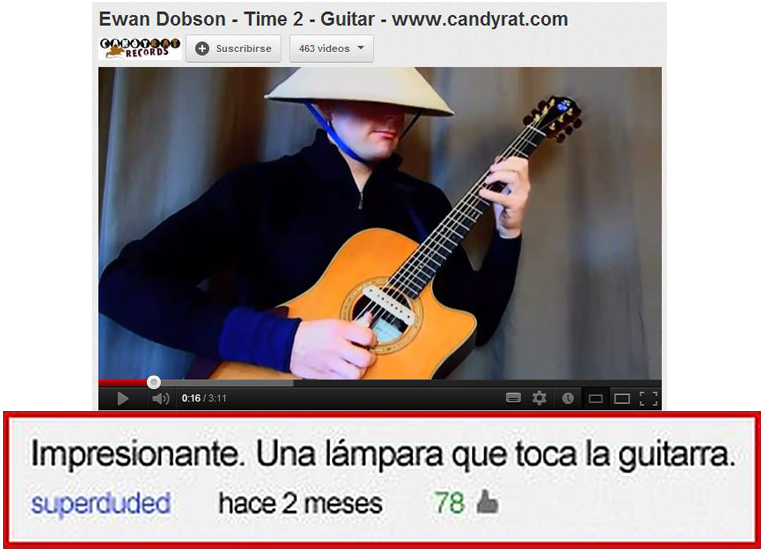 Ewan Dobson - Time 2 - Guitar - www.candyrat.com
CANDYRAT
RECORDS
Suscribirse
463 vídeos
0:16 / 3:11
Impresionante. Una lámpara que toca la guitarra.
superduded hace 2 meses 78